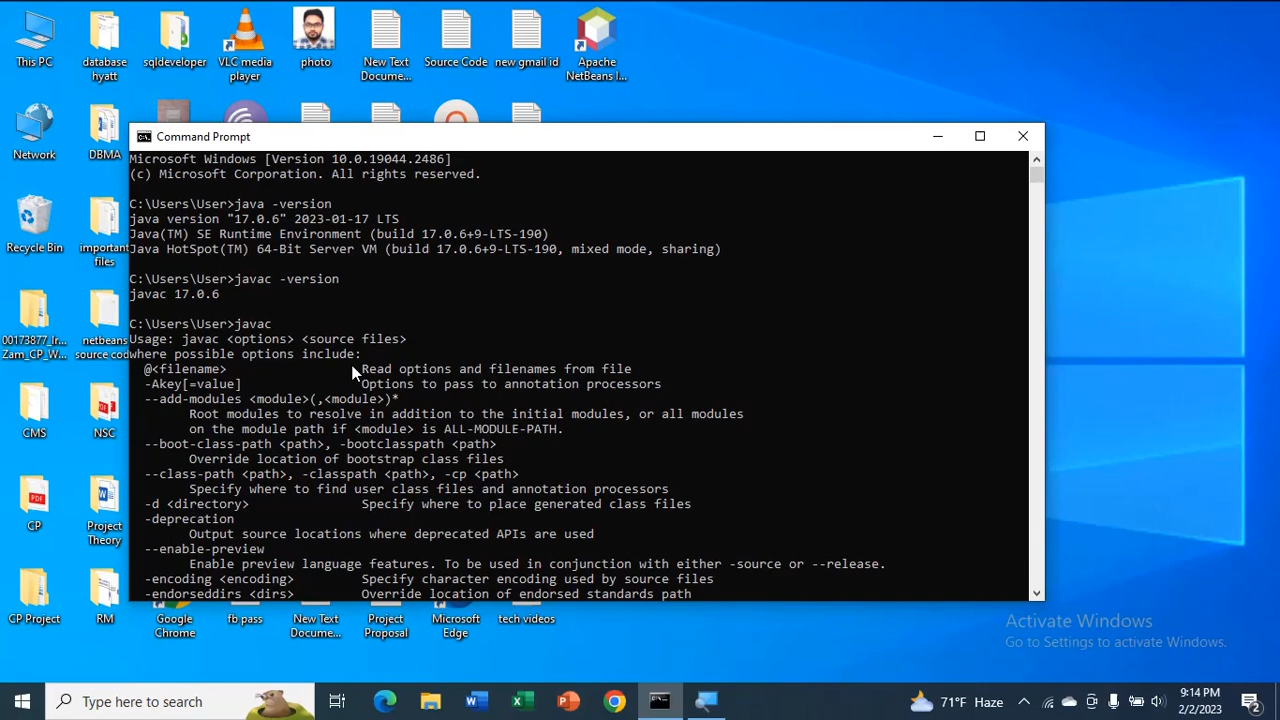 This PC
database
hyatt
sqldeveloper
VLC media
player
photo
New Text
Docume...
Source Code
new gmail id
Apache
NetBeans I...
Network
DBMA
Recycle Bin
important
files
00173877_Ir...
Zam_CP_W...
netbeans
source cod
CMS
NSC
CP
Project
Theory
CP Project
RM
Google
Chrome
fb pass
New Text
Docume...
Project
Proposal
Microsoft
Edge
tech videos
Command Prompt
Microsoft Windows [Version 10.0.19044.2486]
(c) Microsoft Corporation. All rights reserved.
C:\Users\User>java -version
java version "17.0.6" 2023-01-17 LTS
Java(TM) SE Runtime Environment (build 17.0.6+9-LTS-190)
Java HotSpot(TM) 64-Bit Server VM (build 17.0.6+9-LTS-190, mixed mode, sharing)
C:\Users\User>javac -version
javac 17.0.6
C:\Users\User>javac
Usage: javac <options> <source files>
where possible options include:
@<filename> Read options and filenames from file
-Akey[=value] Options to pass to annotation processors
--add-modules <module>(,<module>)*
Root modules to resolve in addition to the initial modules, or all modules
on the module path if <module> is ALL-MODULE-PATH.
--boot-class-path <path>, -bootclasspath <path>
Override location of bootstrap class files
--class-path <path>, -classpath <path>, -cp <path>
Specify where to find user class files and annotation processors
-d <directory> Specify where to place generated class files
-deprecation
Output source locations where deprecated APIs are used
--enable-preview
Enable preview language features. To be used in conjunction with either -source or --release.
-encoding <encoding> Specify character encoding used by source files
-endorseddirs <dirs> Override location of endorsed standards path
Activate Windows
Go to Settings to activate Windows.
Type here to search
71°F Haze
9:14 PM
2/2/2023
2